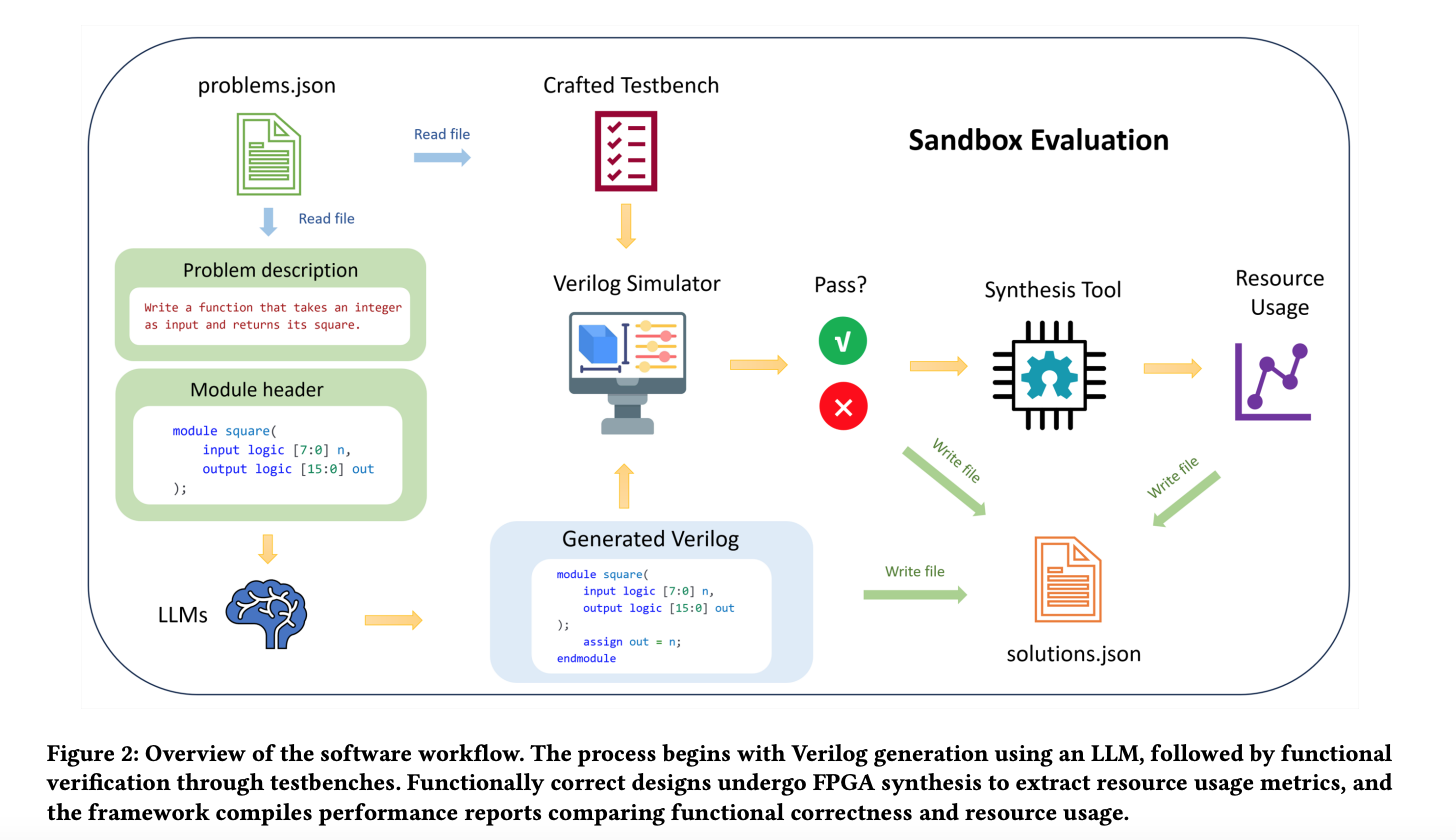 problems.json
Read file
Crafted Testbench
Sandbox Evaluation
Read file
Problem description
Write a function that takes an integer
as input and returns its square.
Module header
module square(
input logic [7:0] n,
output logic [15:0] out
);
LLMs
Verilog Simulator
Pass?
Synthesis Tool
Resource
Usage
Generated Verilog
module square(
input logic [7:0] n,
output logic [15:0] out
);
assign out = n;
endmodule
Write file
Write file
Write file
solutions.json
Figure 2: Overview of the software workflow. The process begins with Verilog generation using an LLM, followed by functional
verification through testbenches. Functionally correct designs undergo FPGA synthesis to extract resource usage metrics, and
the framework compiles performance reports comparing functional correctness and resource usage.